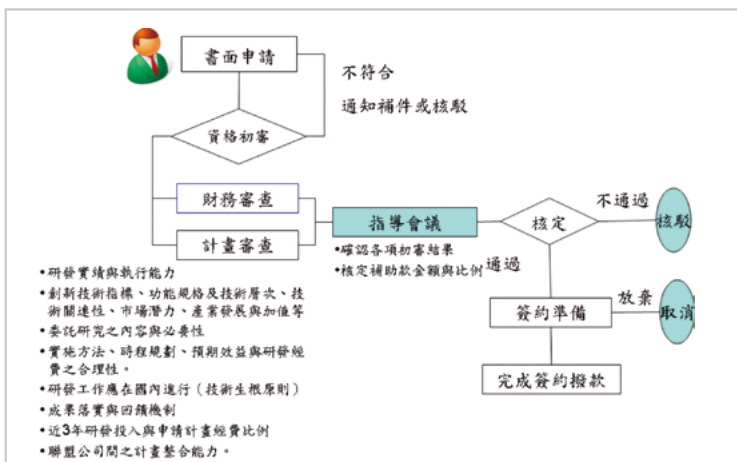 書面申請
不符合
通知補件或核駁
資格初審
財務審查
計畫審查
指導會議
•確認各項初審結果
•核定補助款金額與比例
核定
不通過
核駁
通過
簽約準備
放棄
取消
完成簽約撥款
•研發實績與執行能力
•創新技術指標、功能規格及技術層次、技
術關連性、市場潛力、產業發展與加值等
•委託研究之內容與必要性
•實施方法、時程規劃、預期效益與研發經
費之合理性。
•研發工作應在國內進行（技術生根原則）
•成果落實與回饋機制
•近3年研發投入與申請計畫經費比例
•聯盟公司間之計畫整合能力。